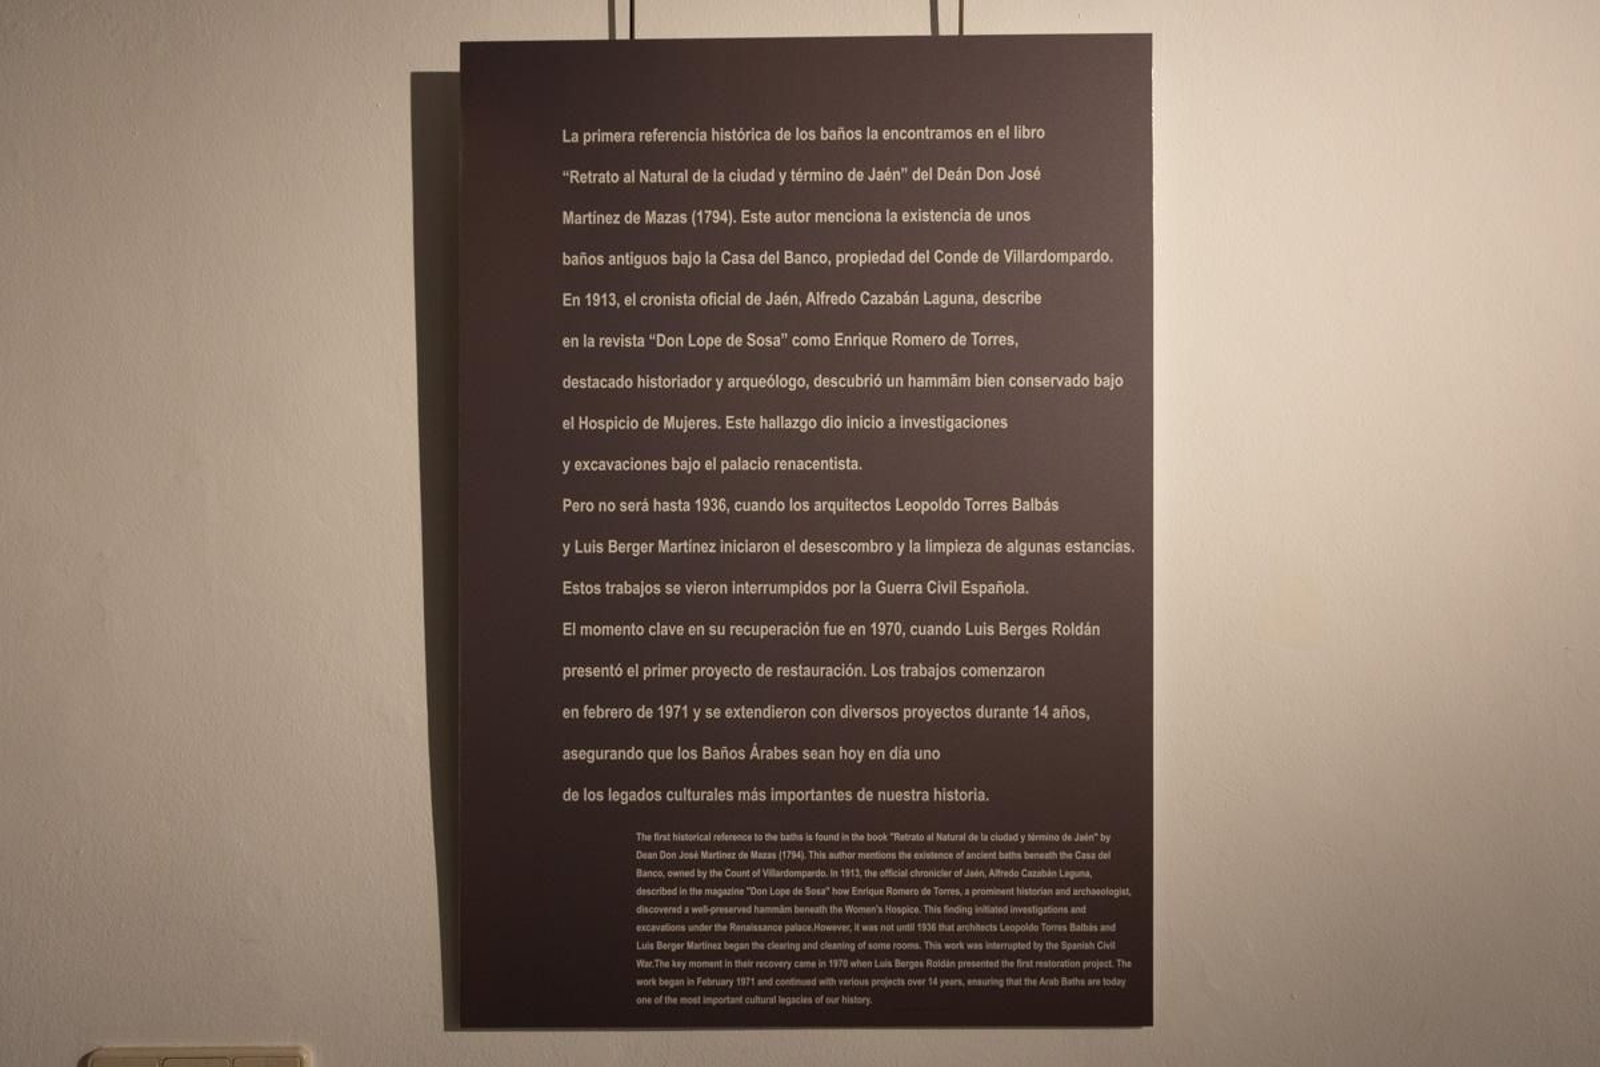 La primera referencia histórica de los baños la encontramos en el libro
“Retrato al Natural de la ciudad y término de Jaén” del Deán Don José
Martínez de Mazas (1794). Este autor menciona la existencia de unos
baños antiguos bajo la Casa del Banco, propiedad del Conde de Villardompardo.
En 1913, el cronista oficial de Jaén, Alfredo Cazabán Laguna, describe
en la revista “Don Lope de Sosa” como Enrique Romero de Torres,
destacado historiador y arqueólogo, descubrió un hammām bien conservado bajo
el Hospicio de Mujeres. Este hallazgo dio inicio a investigaciones
y excavaciones bajo el palacio renacentista.
Pero no será hasta 1936, cuando los arquitectos Leopoldo Torres Balbás
y Luis Berger Martínez iniciaron el desescombro y la limpieza de algunas estancias.
Estos trabajos se vieron interrumpidos por la Guerra Civil Española.
El momento clave en su recuperación fue en 1970, cuando Luis Berges Roldán
presentó el primer proyecto de restauración. Los trabajos comenzaron
en febrero de 1971 y se extendieron con diversos proyectos durante 14 años,
asegurando que los Baños Árabes sean hoy en día uno
de los legados culturales más importantes de nuestra historia.
The first historical reference to the baths is found in the book "Retrato al Natural de la ciudad y término de Jaén" by
Dean Don José Martínez de Mazas (1794). This author mentions the existence of ancient baths beneath the Casa del
Banco, owned by the Count of Villardompardo. In 1913, the official chronicler of Jaén, Alfredo Cazabán Laguna,
described in the magazine "Don Lope de Sosa" how Enrique Romero de Torres, a prominent historian and archaeologist,
discovered a well-preserved hammām beneath the Women's Hospice. This finding initiated investigations and
excavations under the Renaissance palace.However, it was not until 1936 that architects Leopoldo Torres Balbás and
Luis Berger Martínez began the clearing and cleaning of some rooms. This work was interrupted by the Spanish Civil
War.The key moment in their recovery came in 1970 when Luis Berges Roldán presented the first restoration project. The
work began in February 1971 and continued with various projects over 14 years, ensuring that the Arab Baths are today
one of the most important cultural legacies of our history.